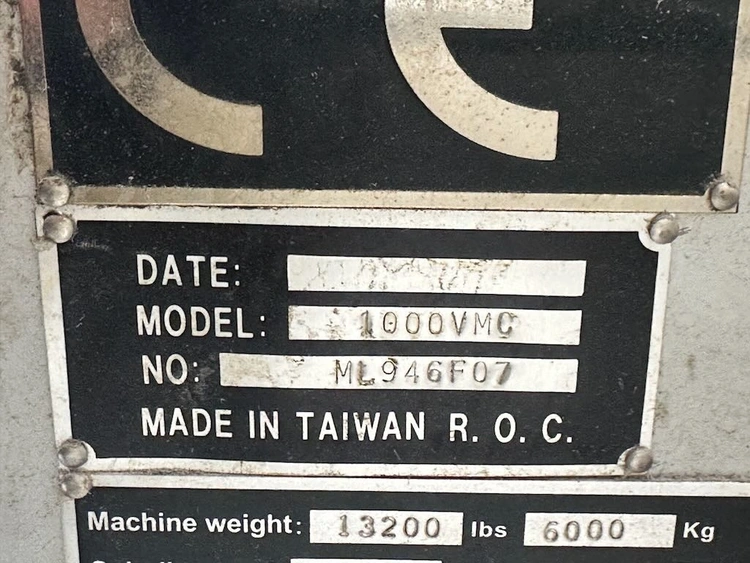 CE
DATE:
MODEL: 1000VMC
NO: ML946F07
MADE IN TAIWAN R. O. C.
Machine weight: 13200 lbs 6000 Kg